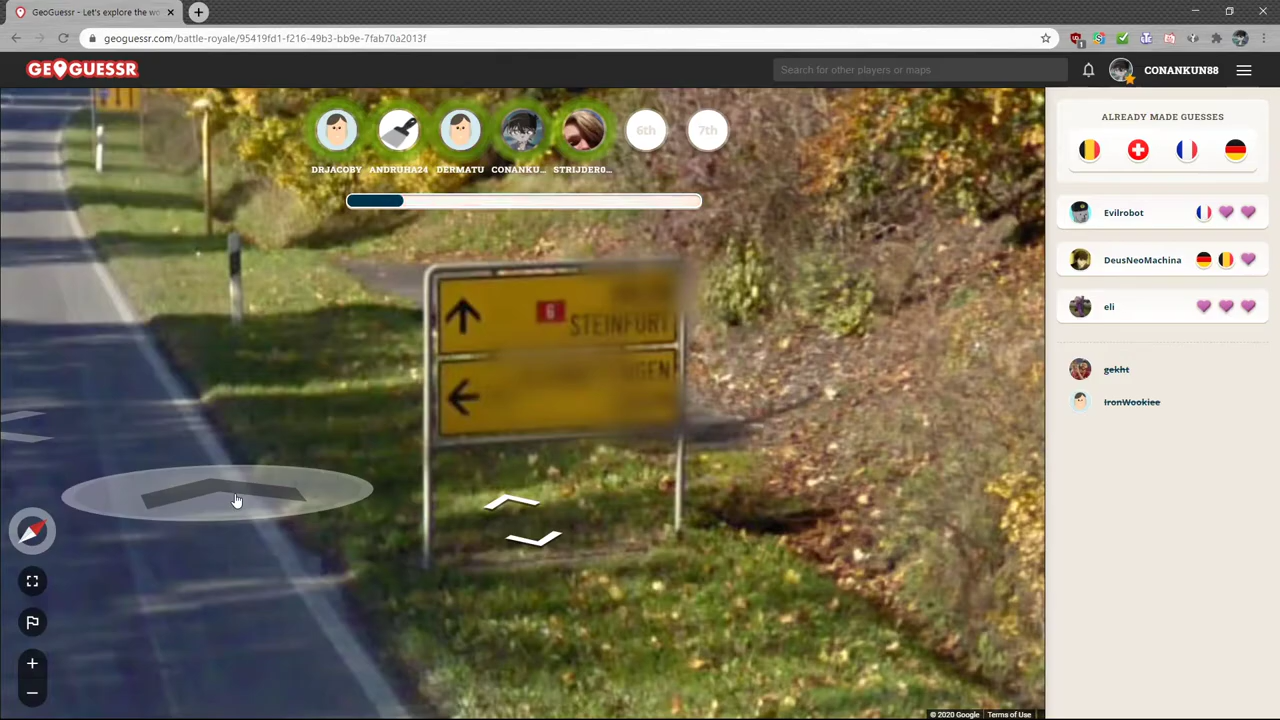 GeoGuessr - Let's explore the wo
geoguessr.com/battle-royale/95419fd1-f216-49b3-bb9e-7fab70a2013f
GEOGUESSR
Search for other players or maps
CONANKUN88
6th
7th
DRJACOBY
ANDRUHA24
DERMATU
CONANKU...
STRIJDER0...
6
STEINFURT
ALREADY MADE GUESSES
Evilrobot
DeusNeoMachina
eli
gekht
IronWookiee
© 2020 Google
Terms of Use